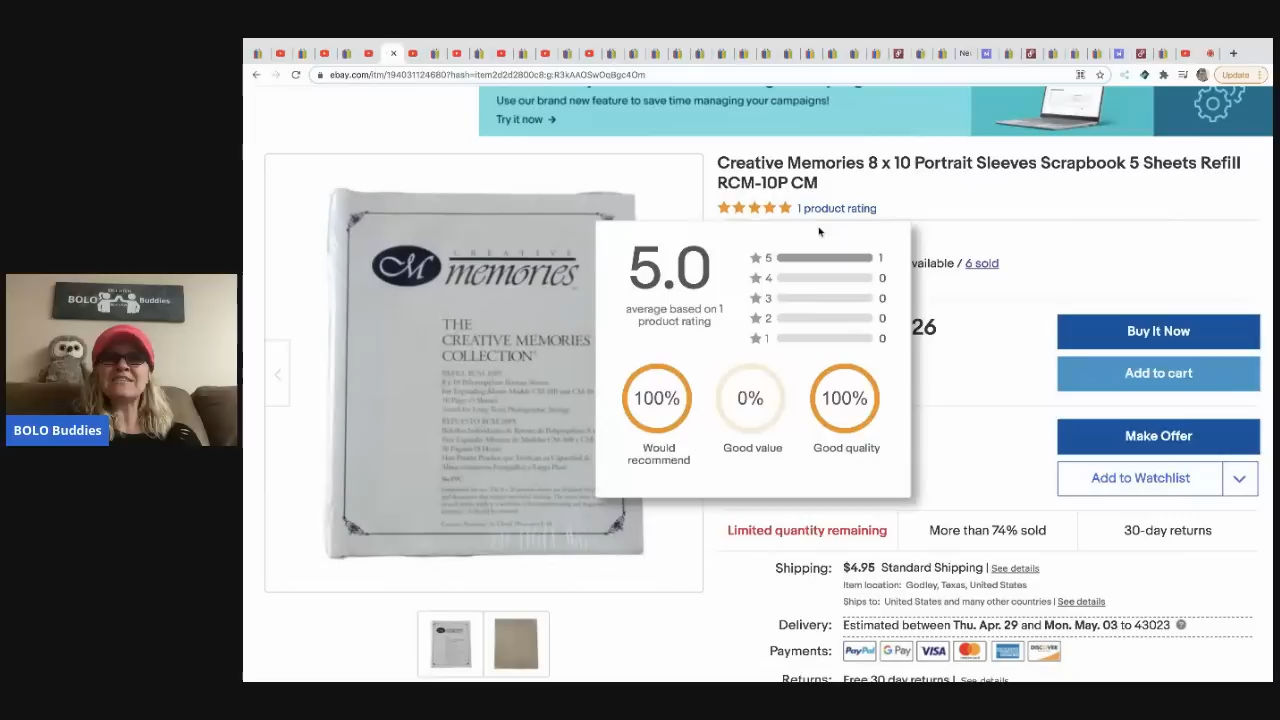 ebay.com/itm/194031124680?hash=item2d2d2800c8:g:R3kAAOSwOqBgc4Om
Update
Use our brand new feature to save time managing your campaigns!
Try it now →
Creative Memories 8 x 10 Portrait Sleeves Scrapbook 5 Sheets Refill
RCM-10P CM
1 product rating
CM
CREATIVE
memories
THE
CREATIVE MEMORIES
COLLECTION
5.0
average based on 1
product rating
5 1
4 0
3 0
2 0
1 0
100%
Would
recommend
0%
Good value
100%
Good quality
vailable / 6 sold
26
Buy It Now
Add to cart
Make Offer
Add to Watchlist
Limited quantity remaining
More than 74% sold
30-day returns
Shipping: $4.95 Standard Shipping | See details
Item location: Godley, Texas, United States
Ships to: United States and many other countries | See details
Delivery: Estimated between Thu. Apr. 29 and Mon. May. 03 to 43023
Payments: PayPal G Pay VISA
DISCOVER
Returns: Free 30 day returns | See details
BOLO Buddies
BOLO Buddies